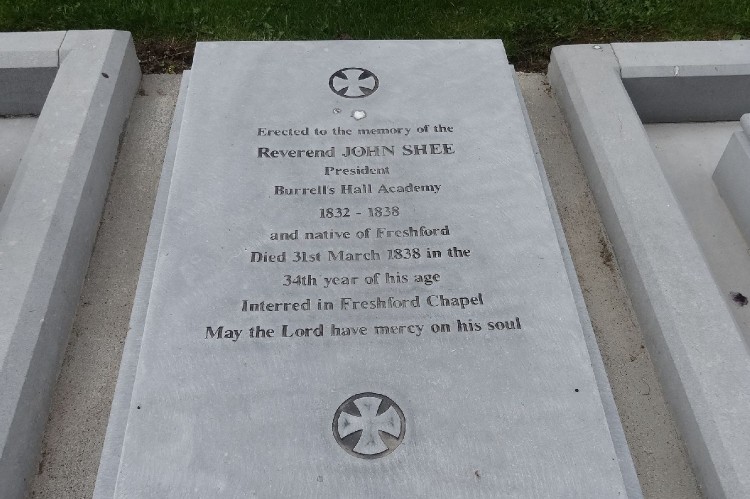 Erected to the memory of the
Reverend JOHN SHEE
President
Burrell's Hall Academy
1832 - 1838
and native of Freshford
Died 31st March 1838 in the
34th year of his age
Interred in Freshford Chapel
May the Lord have mercy on his soul